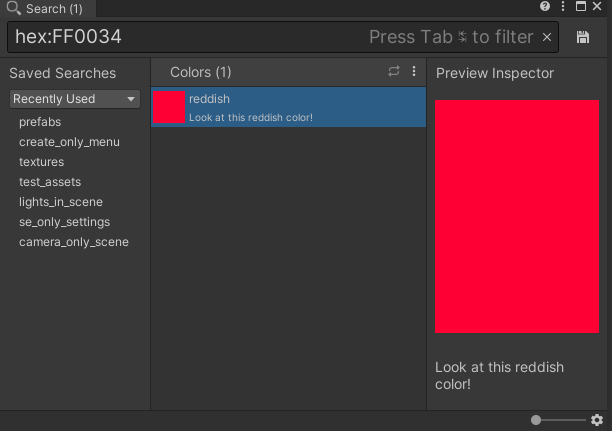 Search (1)
hex:FF0034
Press Tab ↹ to filter
Saved Searches
Recently Used
prefabs
create_only_menu
textures
test_assets
lights_in_scene
se_only_settings
camera_only_scene
Colors (1)
reddish
Look at this reddish color!
Preview Inspector
Look at this reddish
color!